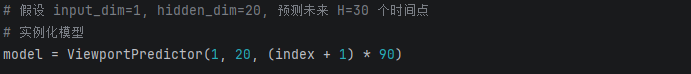 # 假设 input_dim=1, hidden_dim=20, 预测未来 H=30 个时间点
# 实例化模型
model = ViewportPredictor(1, 20, (index + 1) * 90)